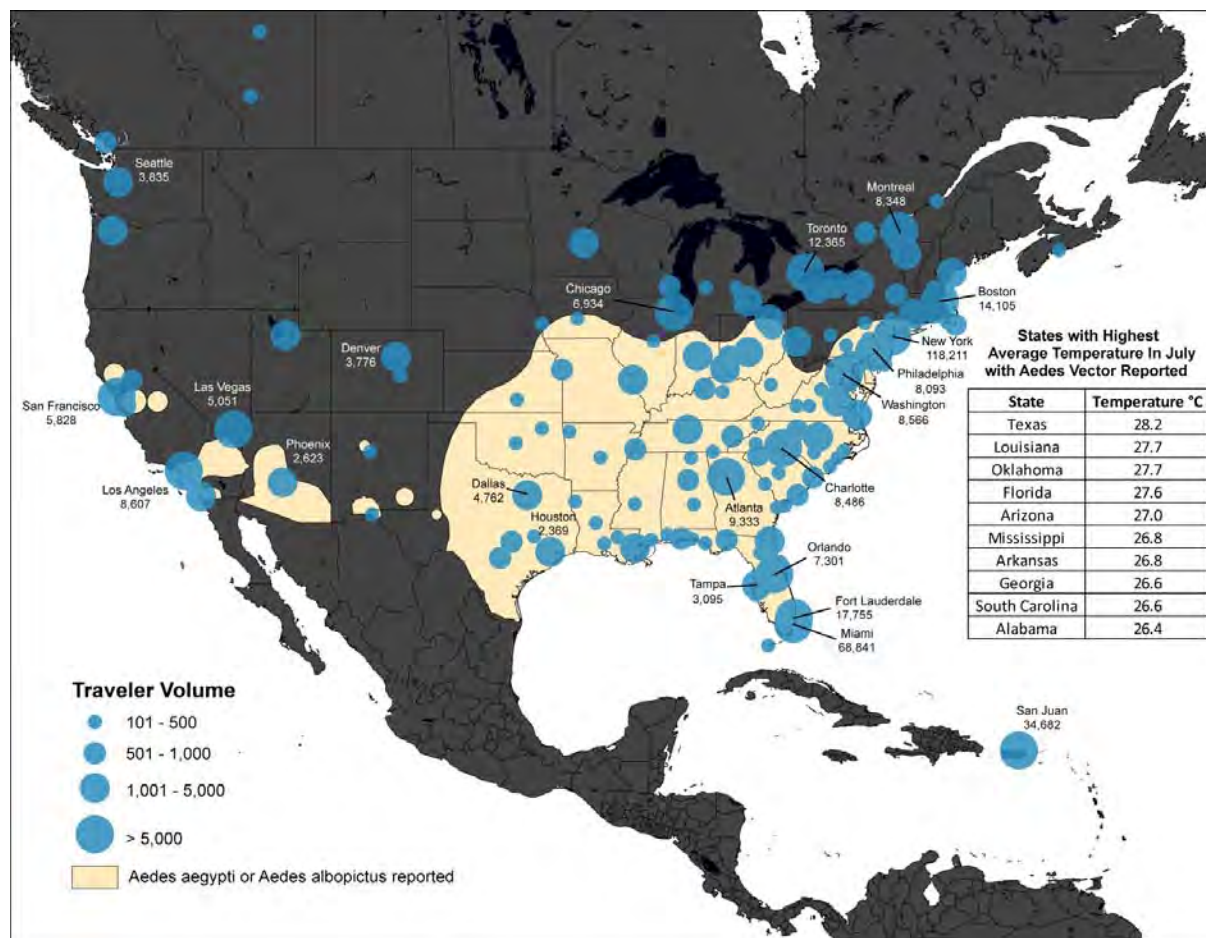 Seattle
3,835
Montreal
8,348
Toronto
12,365
Chicago
6,934
Boston
14,105
New York
118,211
Denver
3,776
Philadelphia
8,093
Las Vegas
5,051
San Francisco
5,828
Washington
8,566
Phoenix
2,623
Los Angeles
8,607
Dallas
4,762
Houston
2,369
Atlanta
9,333
Charlotte
8,486
Orlando
7,301
Tampa
3,095
Fort Lauderdale
17,755
Miami
68,841
San Juan
34,682
States with Highest
Average Temperature In July
with Aedes Vector Reported
State Temperature °C
Texas 28.2
Louisiana 27.7
Oklahoma 27.7
Florida 27.6
Arizona 27.0
Mississippi 26.8
Arkansas 26.8
Georgia 26.6
South Carolina 26.6
Alabama 26.4
Traveler Volume
101 - 500
501 - 1,000
1,001 - 5,000
> 5,000
Aedes aegypti or Aedes albopictus reported